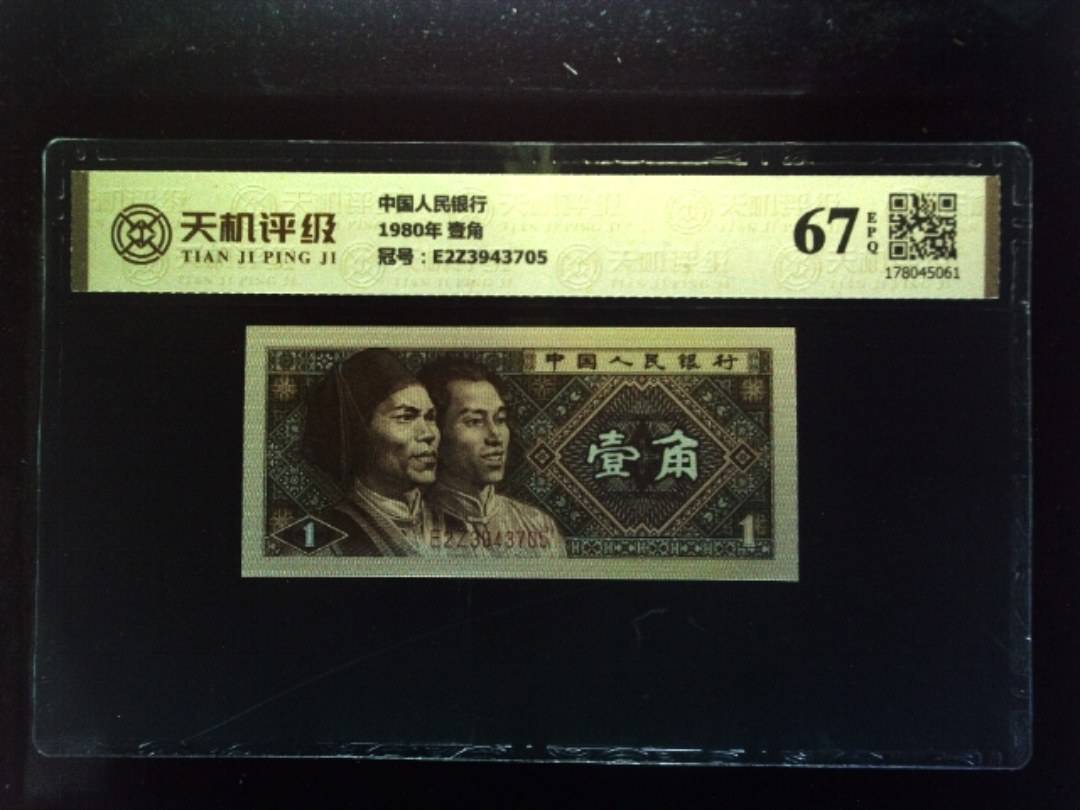 天机评级
TIAN JI PING JI
中国人民银行
1980年 壹角
冠号：E2Z3943705
67
EPQ
178045061
中国人民银行
壹角
1
E2Z3943705
1